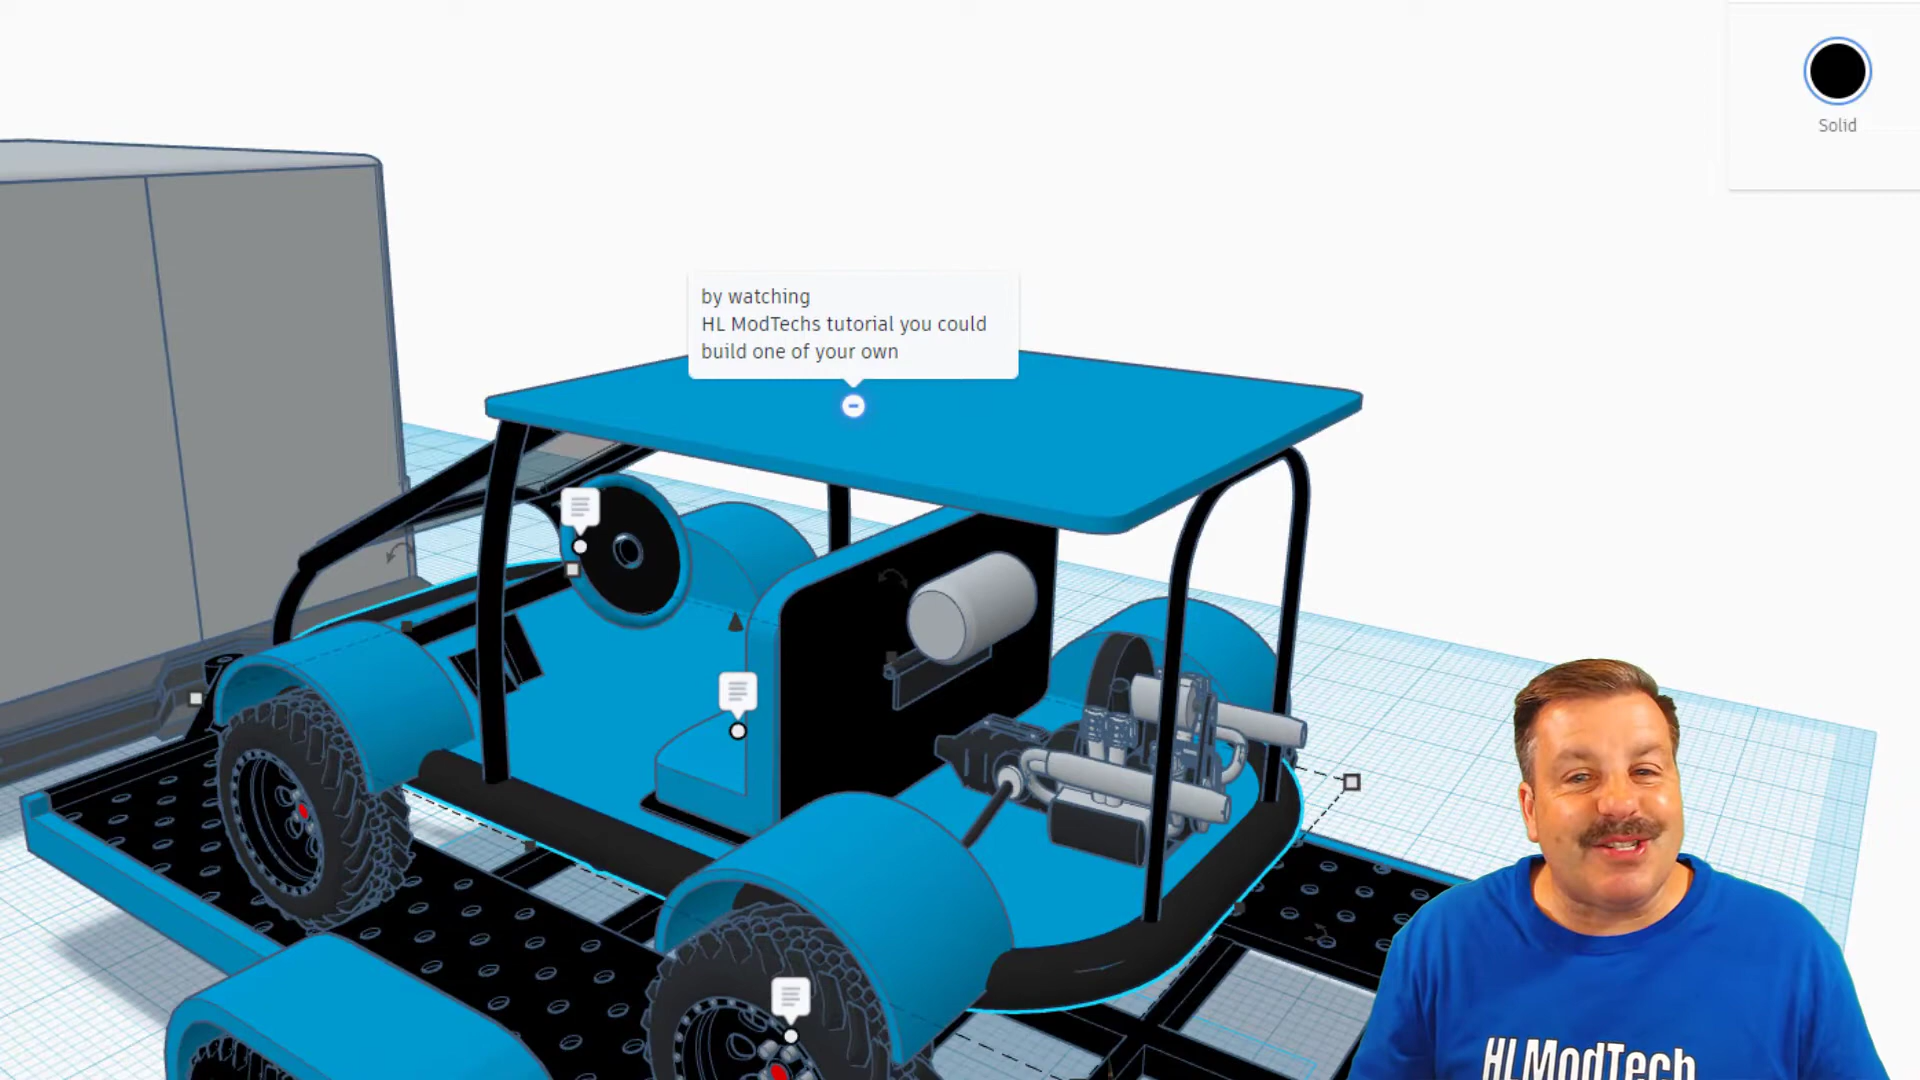 Solid
by watching
HL ModTechs tutorial you could
build one of your own
HLModTech